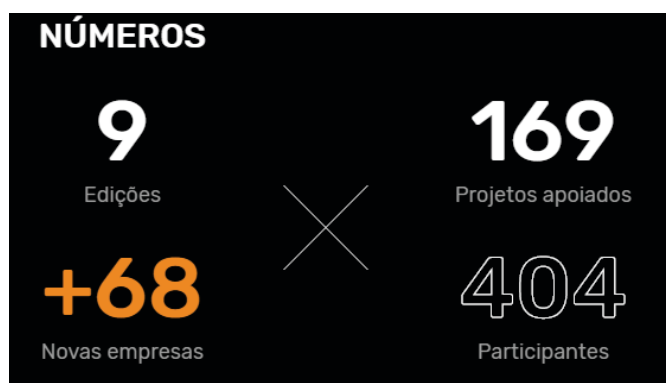 NÚMEROS
9
169
Edições
Projetos apoiados
+68
404
Novas empresas
Participantes